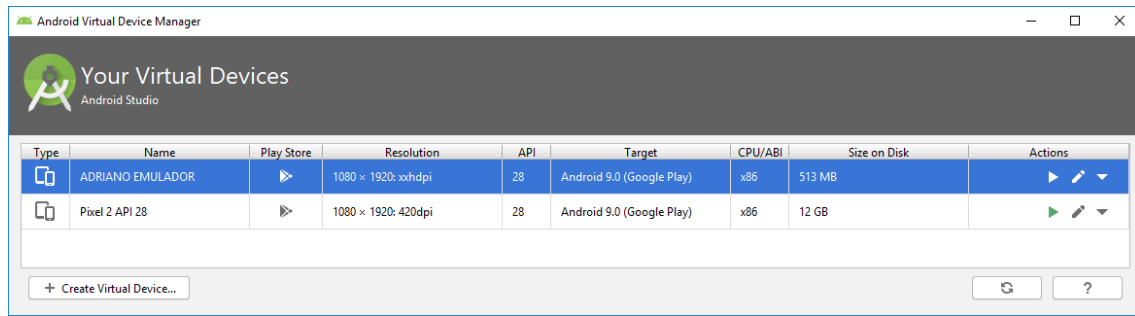 Android Virtual Device Manager
Your Virtual Devices
Android Studio
Type Name Play Store Resolution API Target CPU/ABI Size on Disk Actions
ADRIANO EMULADOR 1080 × 1920: xxhdpi 28 Android 9.0 (Google Play) x86 513 MB
Pixel 2 API 28 1080 × 1920: 420dpi 28 Android 9.0 (Google Play) x86 12 GB
+ Create Virtual Device... ?